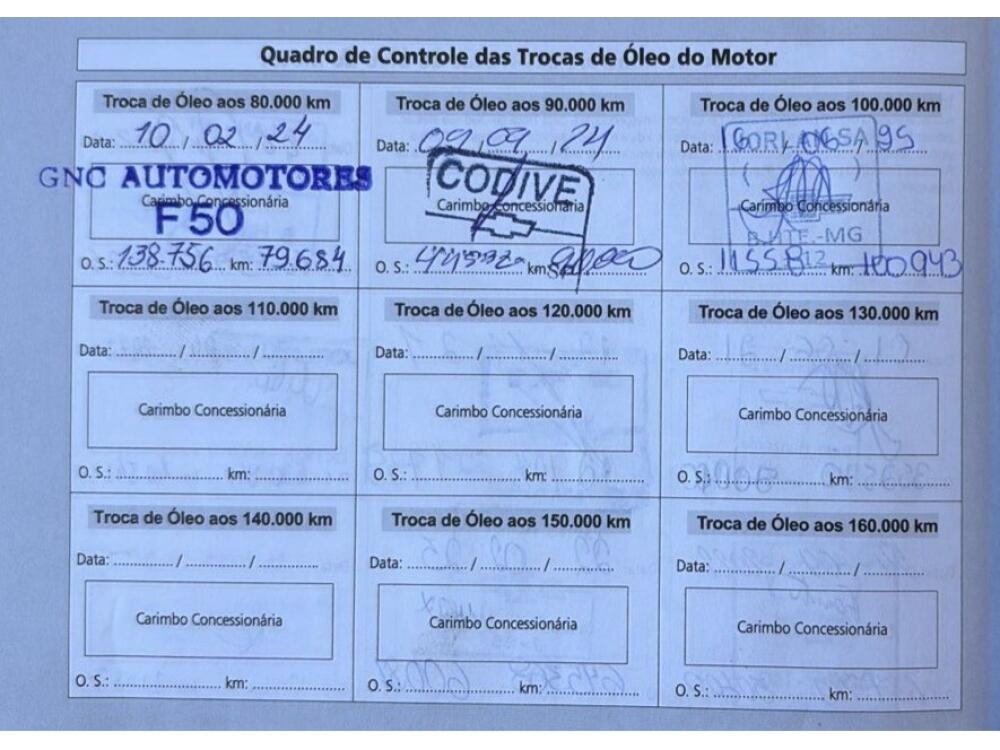 Quadro de Controle das Trocas de Óleo do Motor
Troca de Óleo aos 80.000 km
Data: 10 / 02 / 24
GNC AUTOMOTORES
Carimbo Concessionária
F50
O. S.: 138.756 km: 79.684
Troca de Óleo aos 90.000 km
Data: 09 / 09 / 24
CODIVE
Carimbo Concessionária
O. S.: km: 90.000
Troca de Óleo aos 100.000 km
Data:
Carimbo Concessionária
B.HTE.-MG
O. S.: 11558 km: 100943
Troca de Óleo aos 110.000 km
Data: ............ / ............ / ............
Carimbo Concessionária
O. S.: ............ km: ............
Troca de Óleo aos 120.000 km
Data: ............ / ............ / ............
Carimbo Concessionária
O. S.: ............ km: ............
Troca de Óleo aos 130.000 km
Data: ............ / ............ / ............
Carimbo Concessionária
O. S.: ............ km: ............
Troca de Óleo aos 140.000 km
Data: ............ / ............ / ............
Carimbo Concessionária
O. S.: ............ km: ............
Troca de Óleo aos 150.000 km
Data: ............ / ............ / ............
Carimbo Concessionária
O. S.: ............ km: ............
Troca de Óleo aos 160.000 km
Data: ............ / ............ / ............
Carimbo Concessionária
O. S.: ............ km: ............